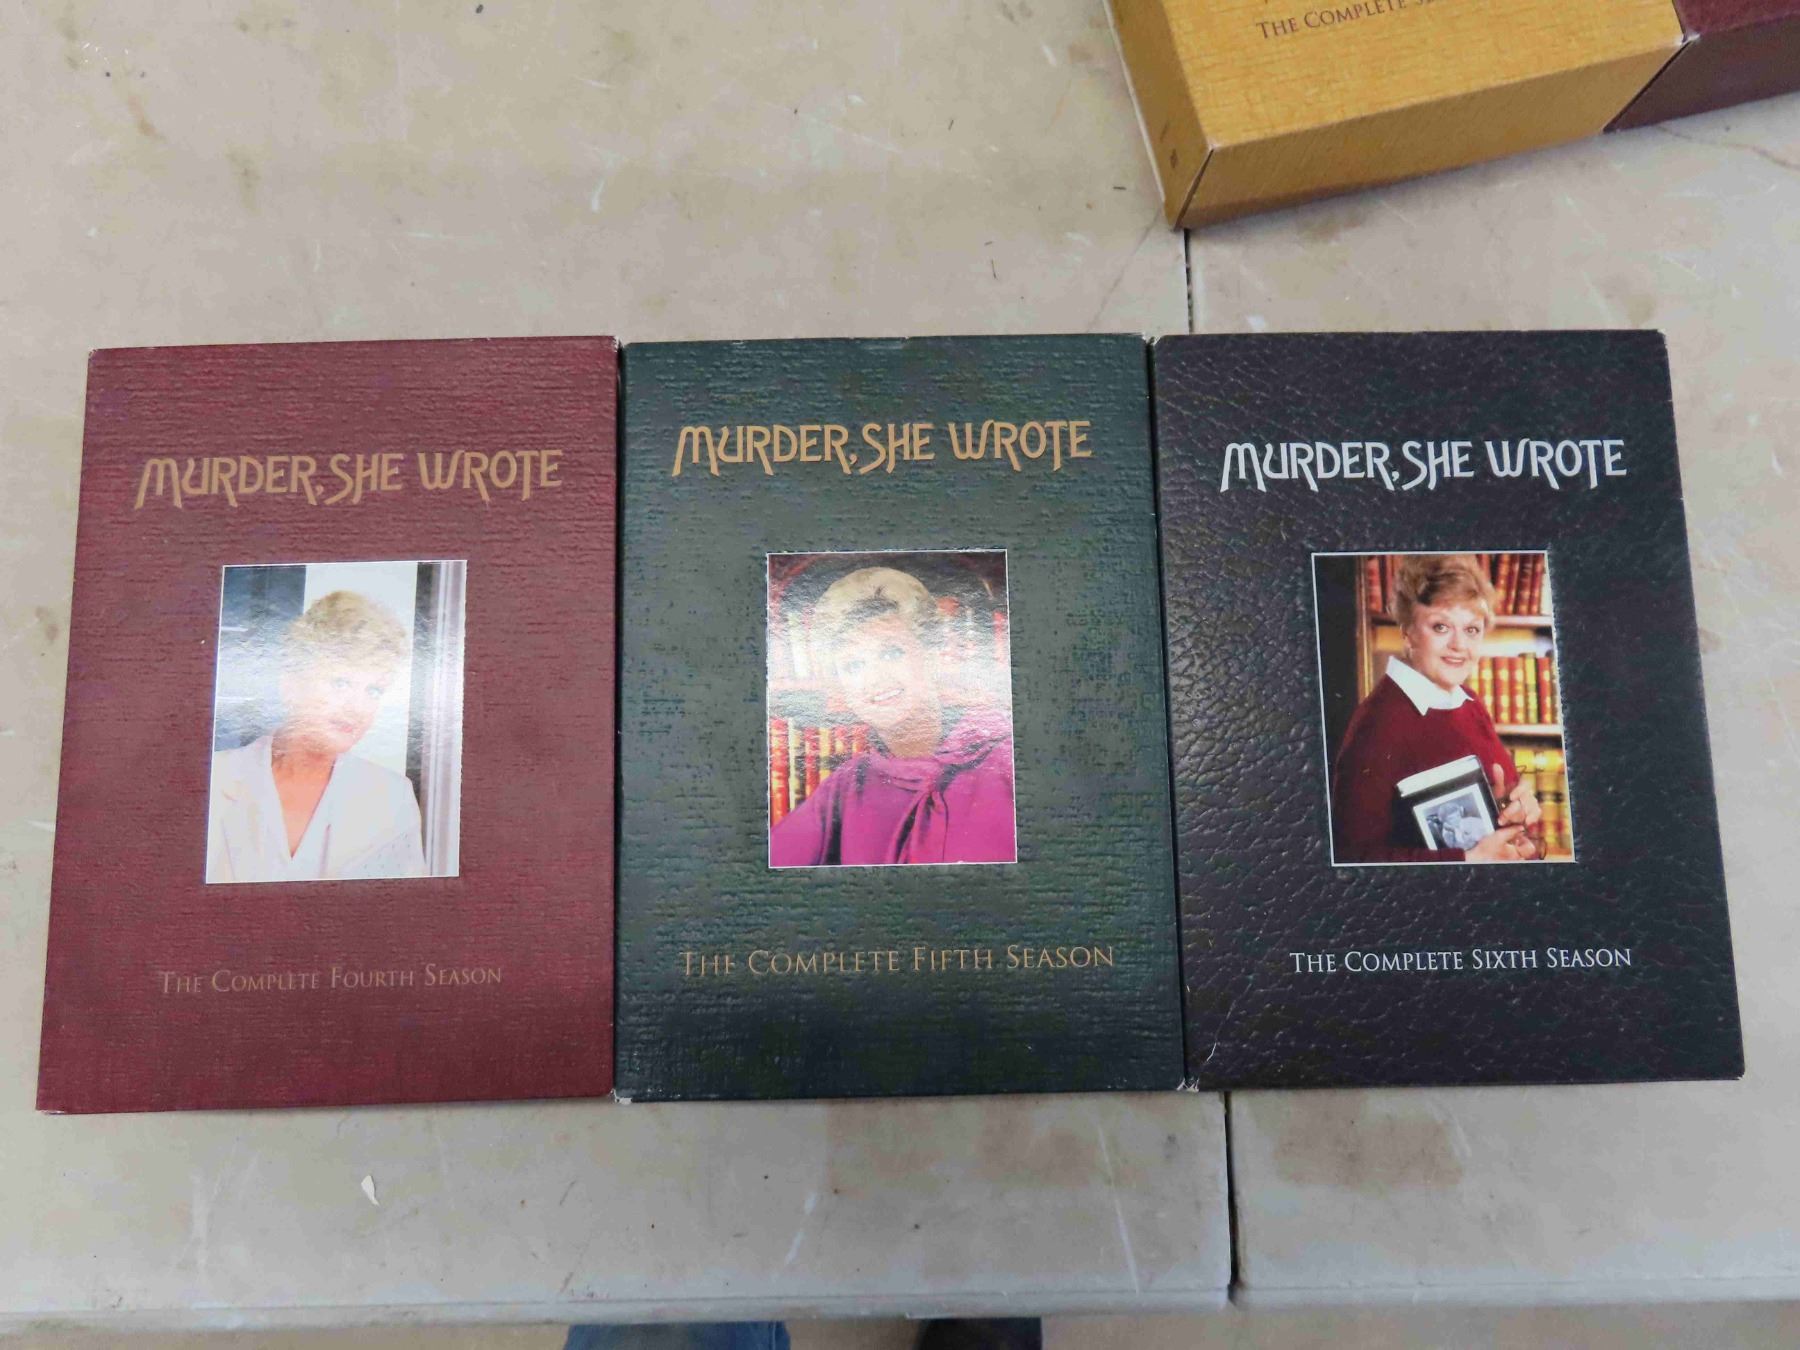 THE COMPLETE
MURDER, SHE WROTE
THE COMPLETE FOURTH SEASON
MURDER, SHE WROTE
THE COMPLETE FIFTH SEASON
MURDER, SHE WROTE
THE COMPLETE SIXTH SEASON